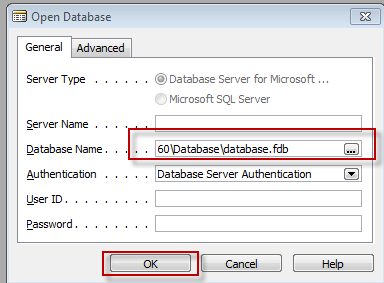 Open Database
General Advanced
Server Type . . . . . . Database Server for Microsoft ...
Microsoft SQL Server
Server Name . . . . . .
Database Name . . . . . 60\Database\database.fdb ...
Authentication . . . . . . Database Server Authentication
User ID . . . . . . . . .
Password . . . . . . . .
OK Cancel Help